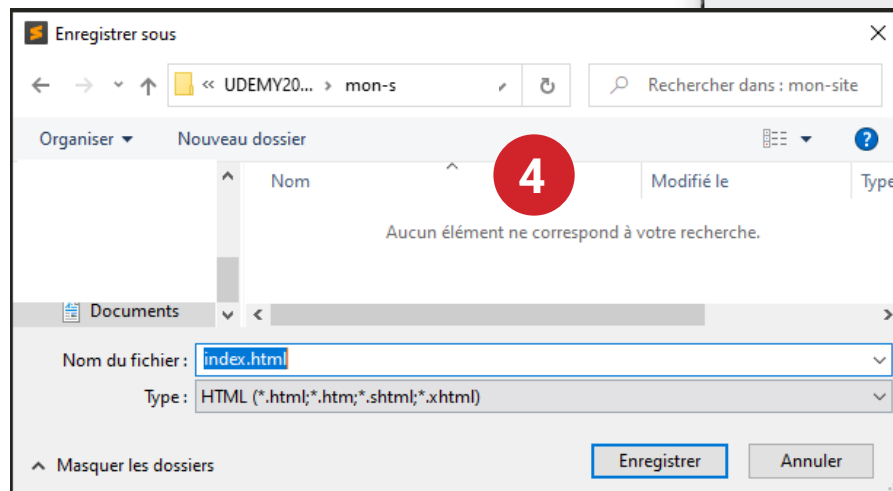 Enregistrer sous
« UDEMY20... › mon-s
Rechercher dans : mon-site
Organiser
Nouveau dossier
?
Nom
4
Modifié le
Type
Aucun élément ne correspond à votre recherche.
Documents
Nom du fichier :
index.html
Type :
HTML (*.html;*.htm;*.shtml;*.xhtml)
Masquer les dossiers
Enregistrer
Annuler